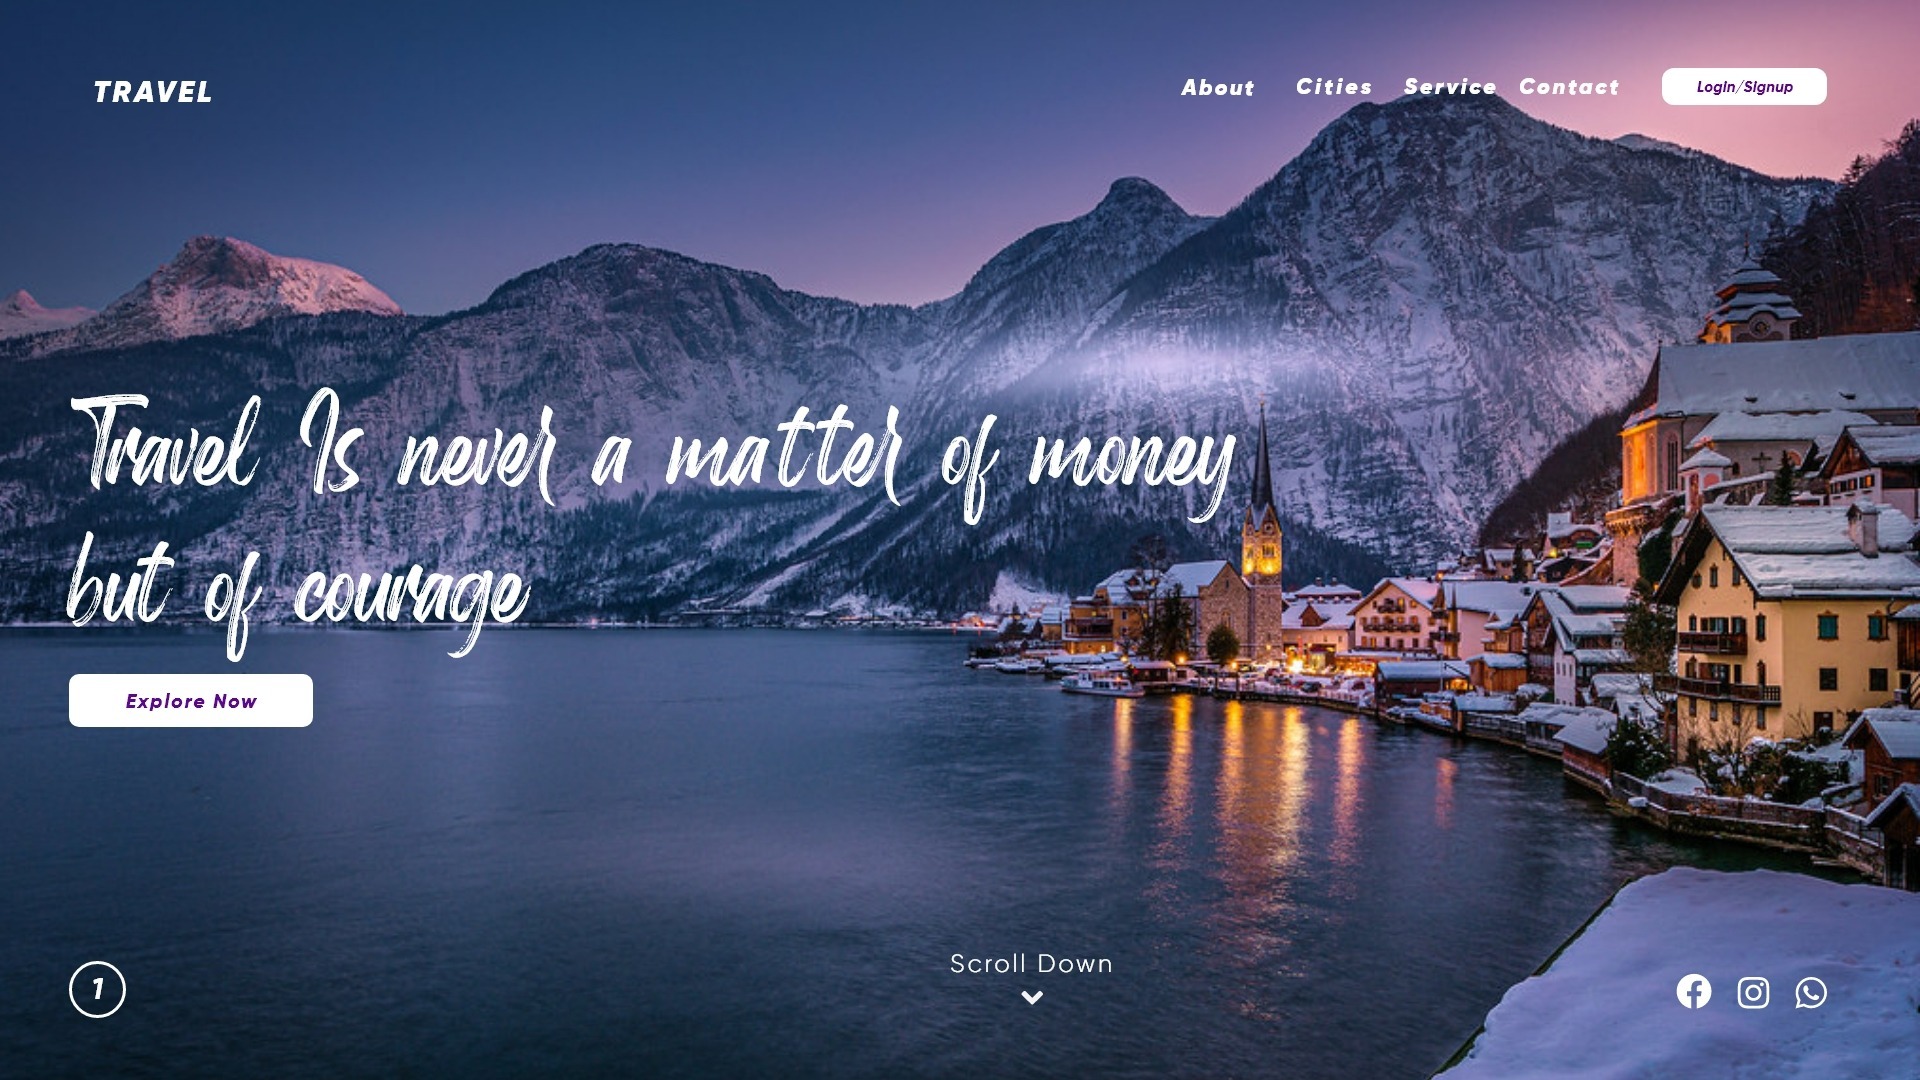 TRAVEL
About Cities Service Contact Login/Signup
Travel Is never a matter of money
but of courage
Explore Now
Scroll Down
1